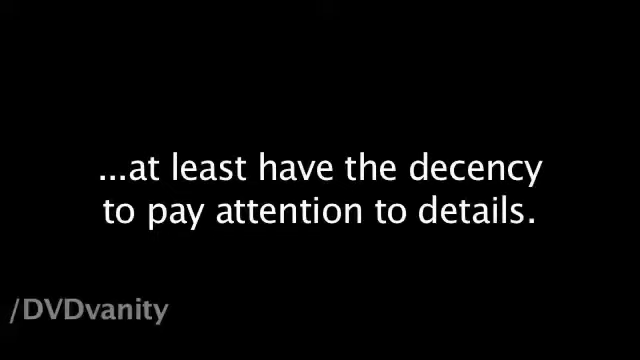 ...at least have the decency
to pay attention to details.
/DVDvanity